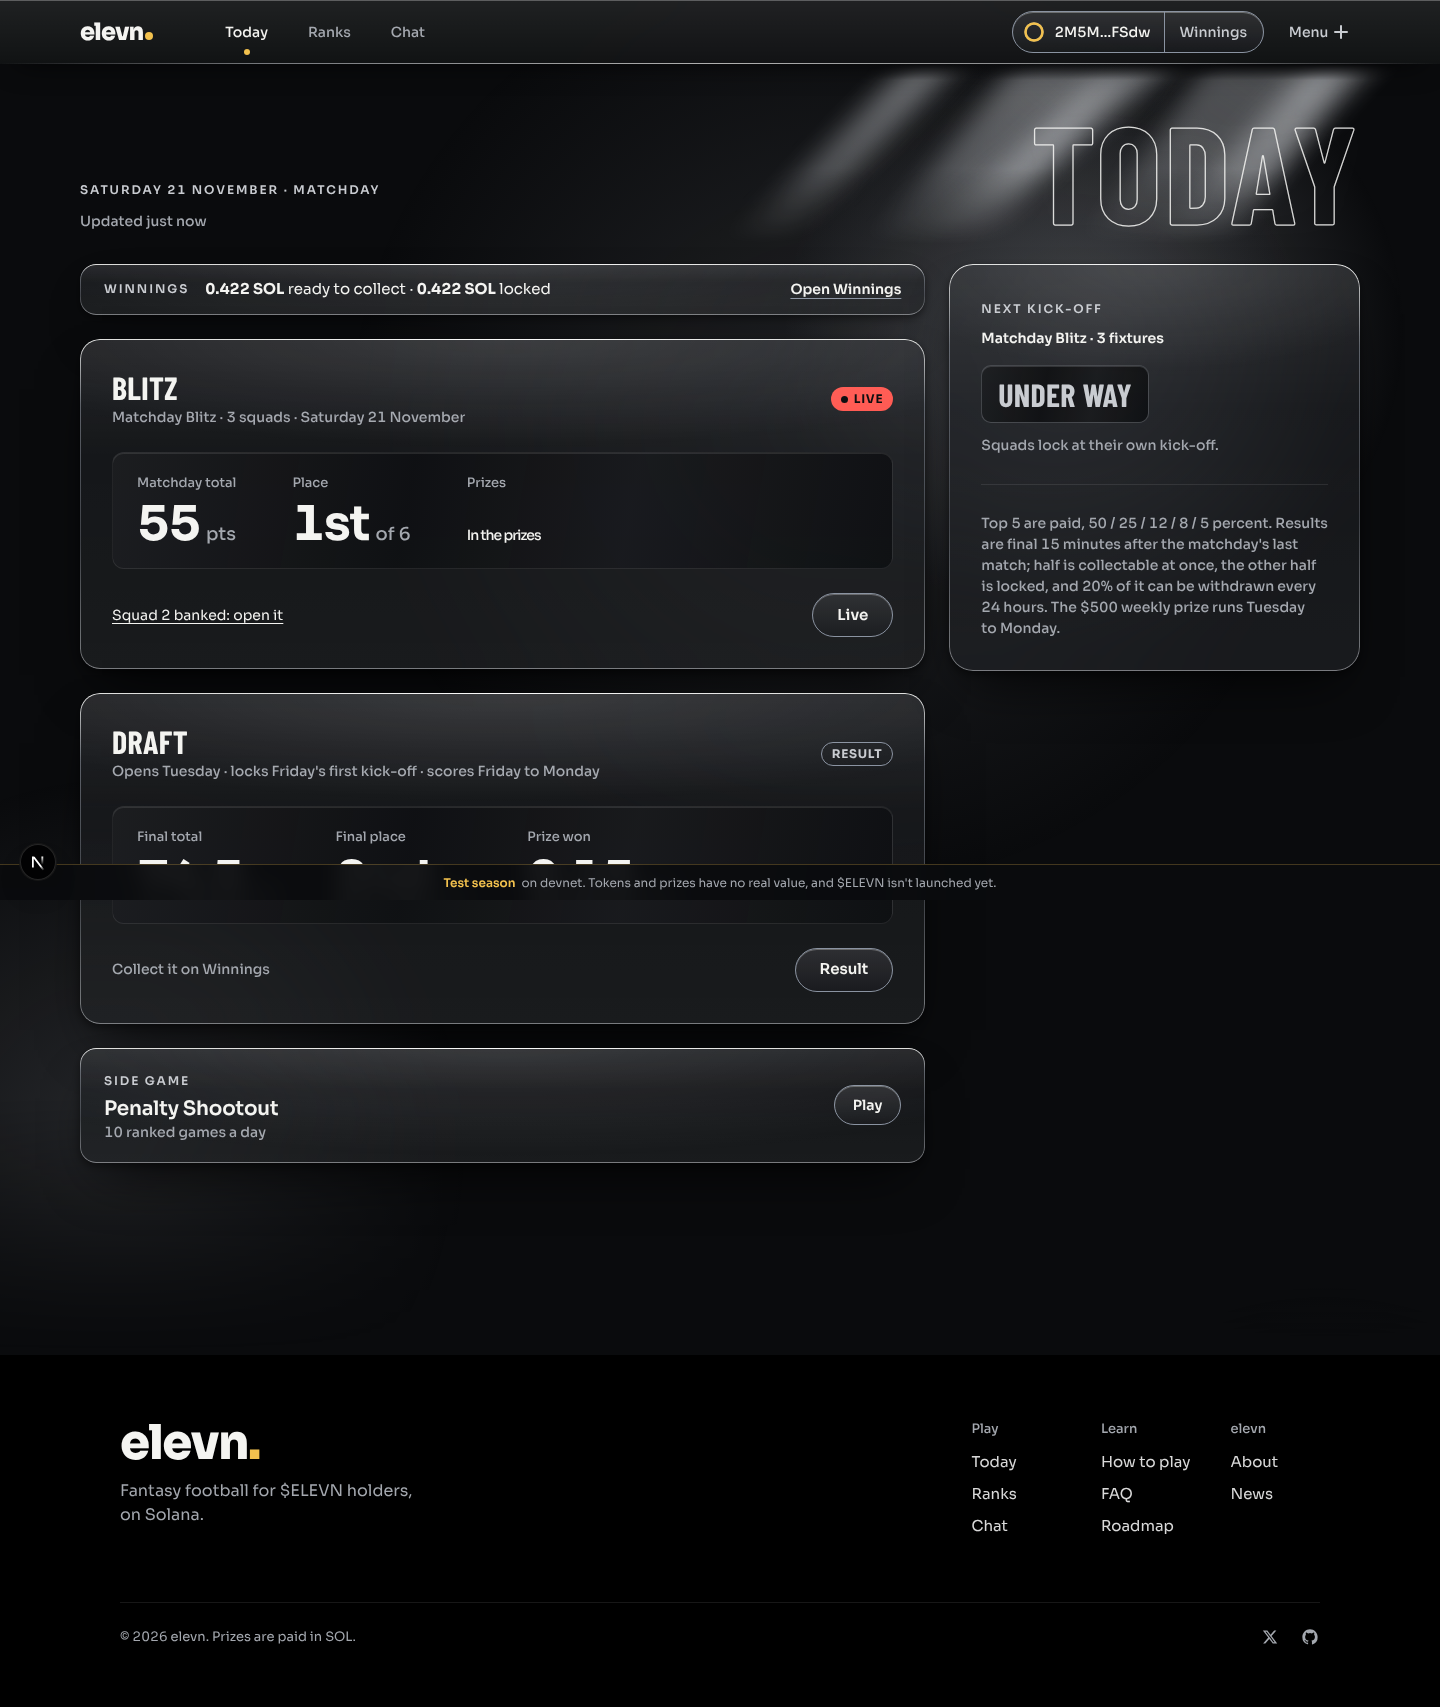 elevn.
Today
Ranks
Chat
2M5M...FSdw
Winnings
Menu
TODAY
SATURDAY 21 NOVEMBER · MATCHDAY
Updated just now
WINNINGS 0.422 SOL ready to collect · 0.422 SOL locked
Open Winnings
BLITZ
Matchday Blitz · 3 squads · Saturday 21 November
LIVE
Matchday total
55 pts
Place
1st of 6
Prizes
In the prizes
Squad 2 banked: open it
Live
NEXT KICK-OFF
Matchday Blitz · 3 fixtures
UNDER WAY
Squads lock at their own kick-off.
Top 5 are paid, 50 / 25 / 12 / 8 / 5 percent. Results
are final 15 minutes after the matchday's last
match; half is collectable at once, the other half
is locked, and 20% of it can be withdrawn every
24 hours. The $500 weekly prize runs Tuesday
to Monday.
DRAFT
Opens Tuesday · locks Friday's first kick-off · scores Friday to Monday
RESULT
Final total
Final place
Prize won
N
Test season on devnet. Tokens and prizes have no real value, and $ELEVN isn't launched yet.
Collect it on Winnings
Result
SIDE GAME
Penalty Shootout
10 ranked games a day
Play
elevn.
Fantasy football for $ELEVN holders,
on Solana.
Play
Today
Ranks
Chat
Learn
How to play
FAQ
Roadmap
elevn
About
News
© 2026 elevn. Prizes are paid in SOL.